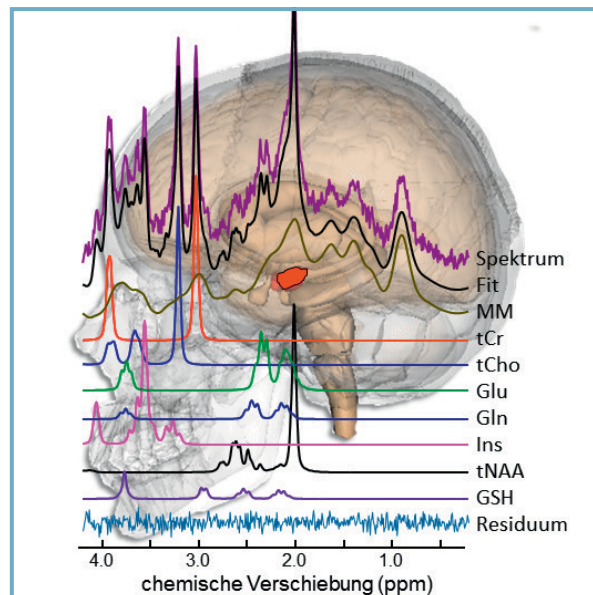 Spektrum
Fit
MM
tCr
tCho
Glu
Gln
Ins
tNAA
GSH
Residuum
4.0 3.0 2.0 1.0
chemische Verschiebung (ppm)